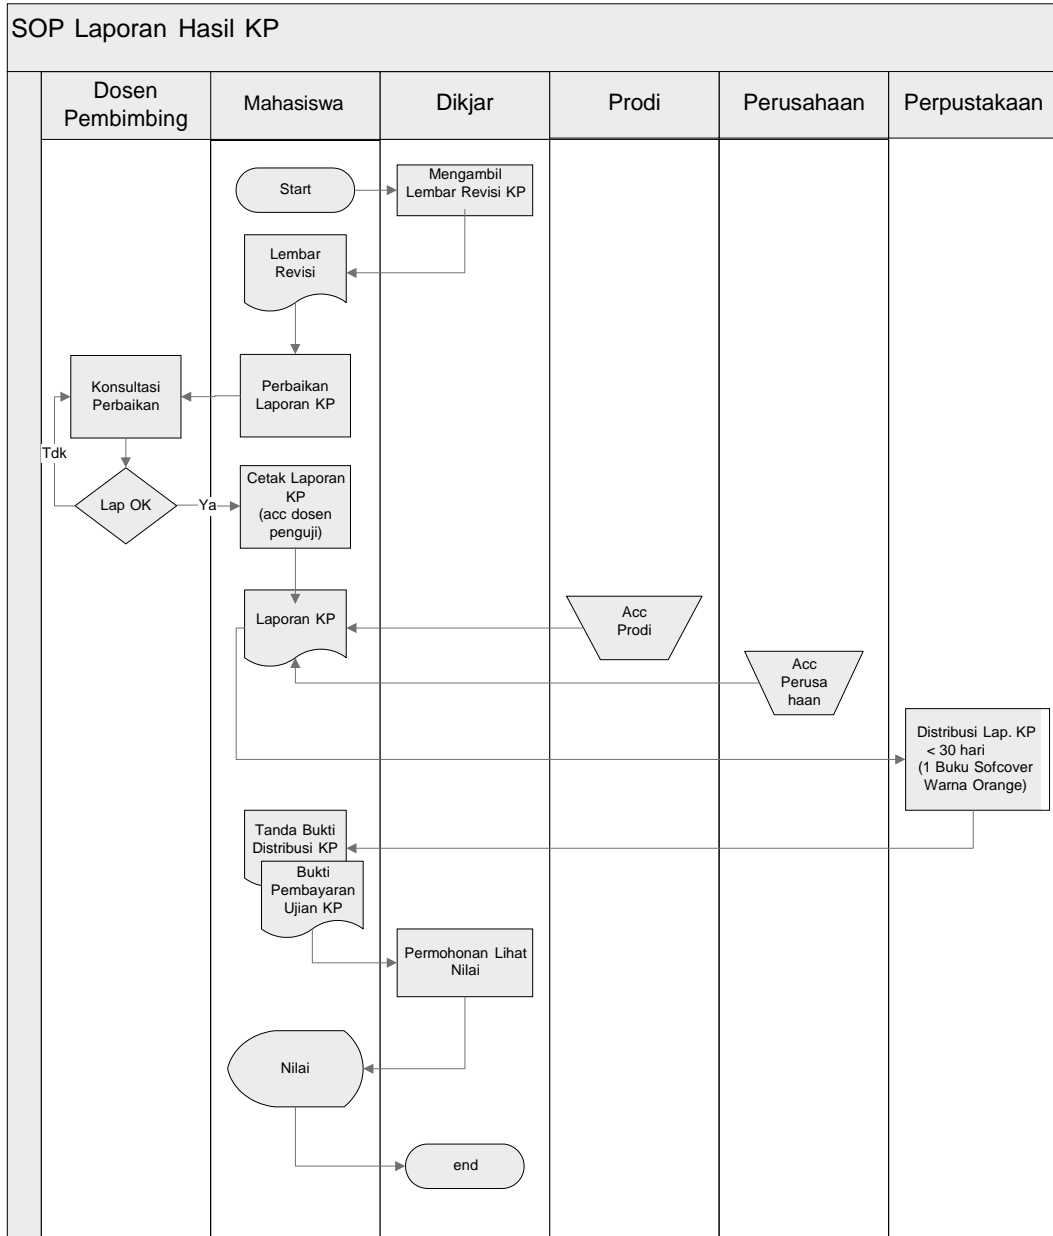 SOP Laporan Hasil KP
Dosen
Pembimbing
Mahasiswa
Dikjar
Prodi
Perusahaan
Perpustakaan
Start
Mengambil
Lembar Revisi KP
Lembar
Revisi
Konsultasi
Perbaikan
Perbaikan
Laporan KP
Tdk
Lap OK
Ya
Cetak Laporan
KP
(acc dosen
penguji)
Laporan KP
Acc
Prodi
Acc
Perusa
haan
Distribusi Lap. KP
< 30 hari
(1 Buku Sofcover
Warna Orange)
Tanda Bukti
Distribusi KP
Bukti
Pembayaran
Ujian KP
Permohonan Lihat
Nilai
Nilai
end